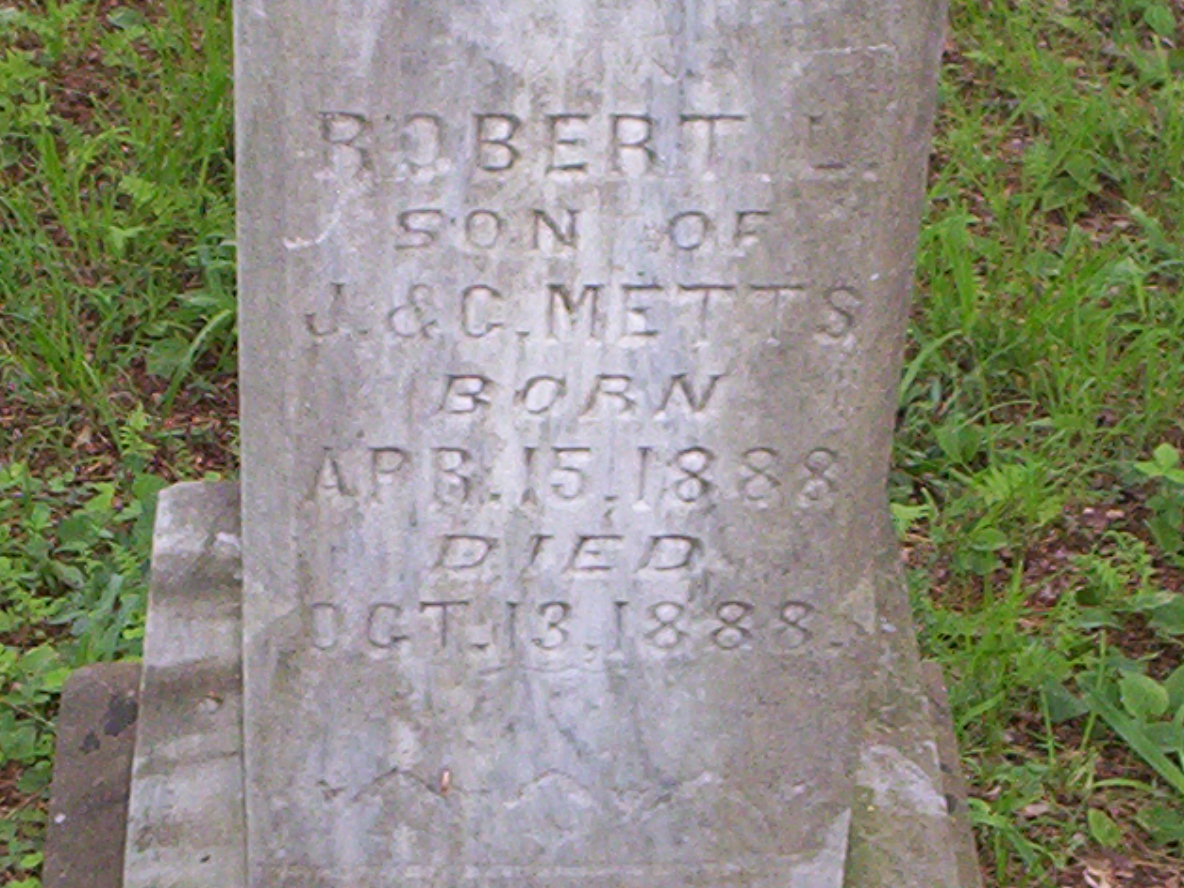 ROBERT L.
SON OF
J. & C. METTS
BORN
APR. 15, 1888
DIED
OCT. 13, 1888.